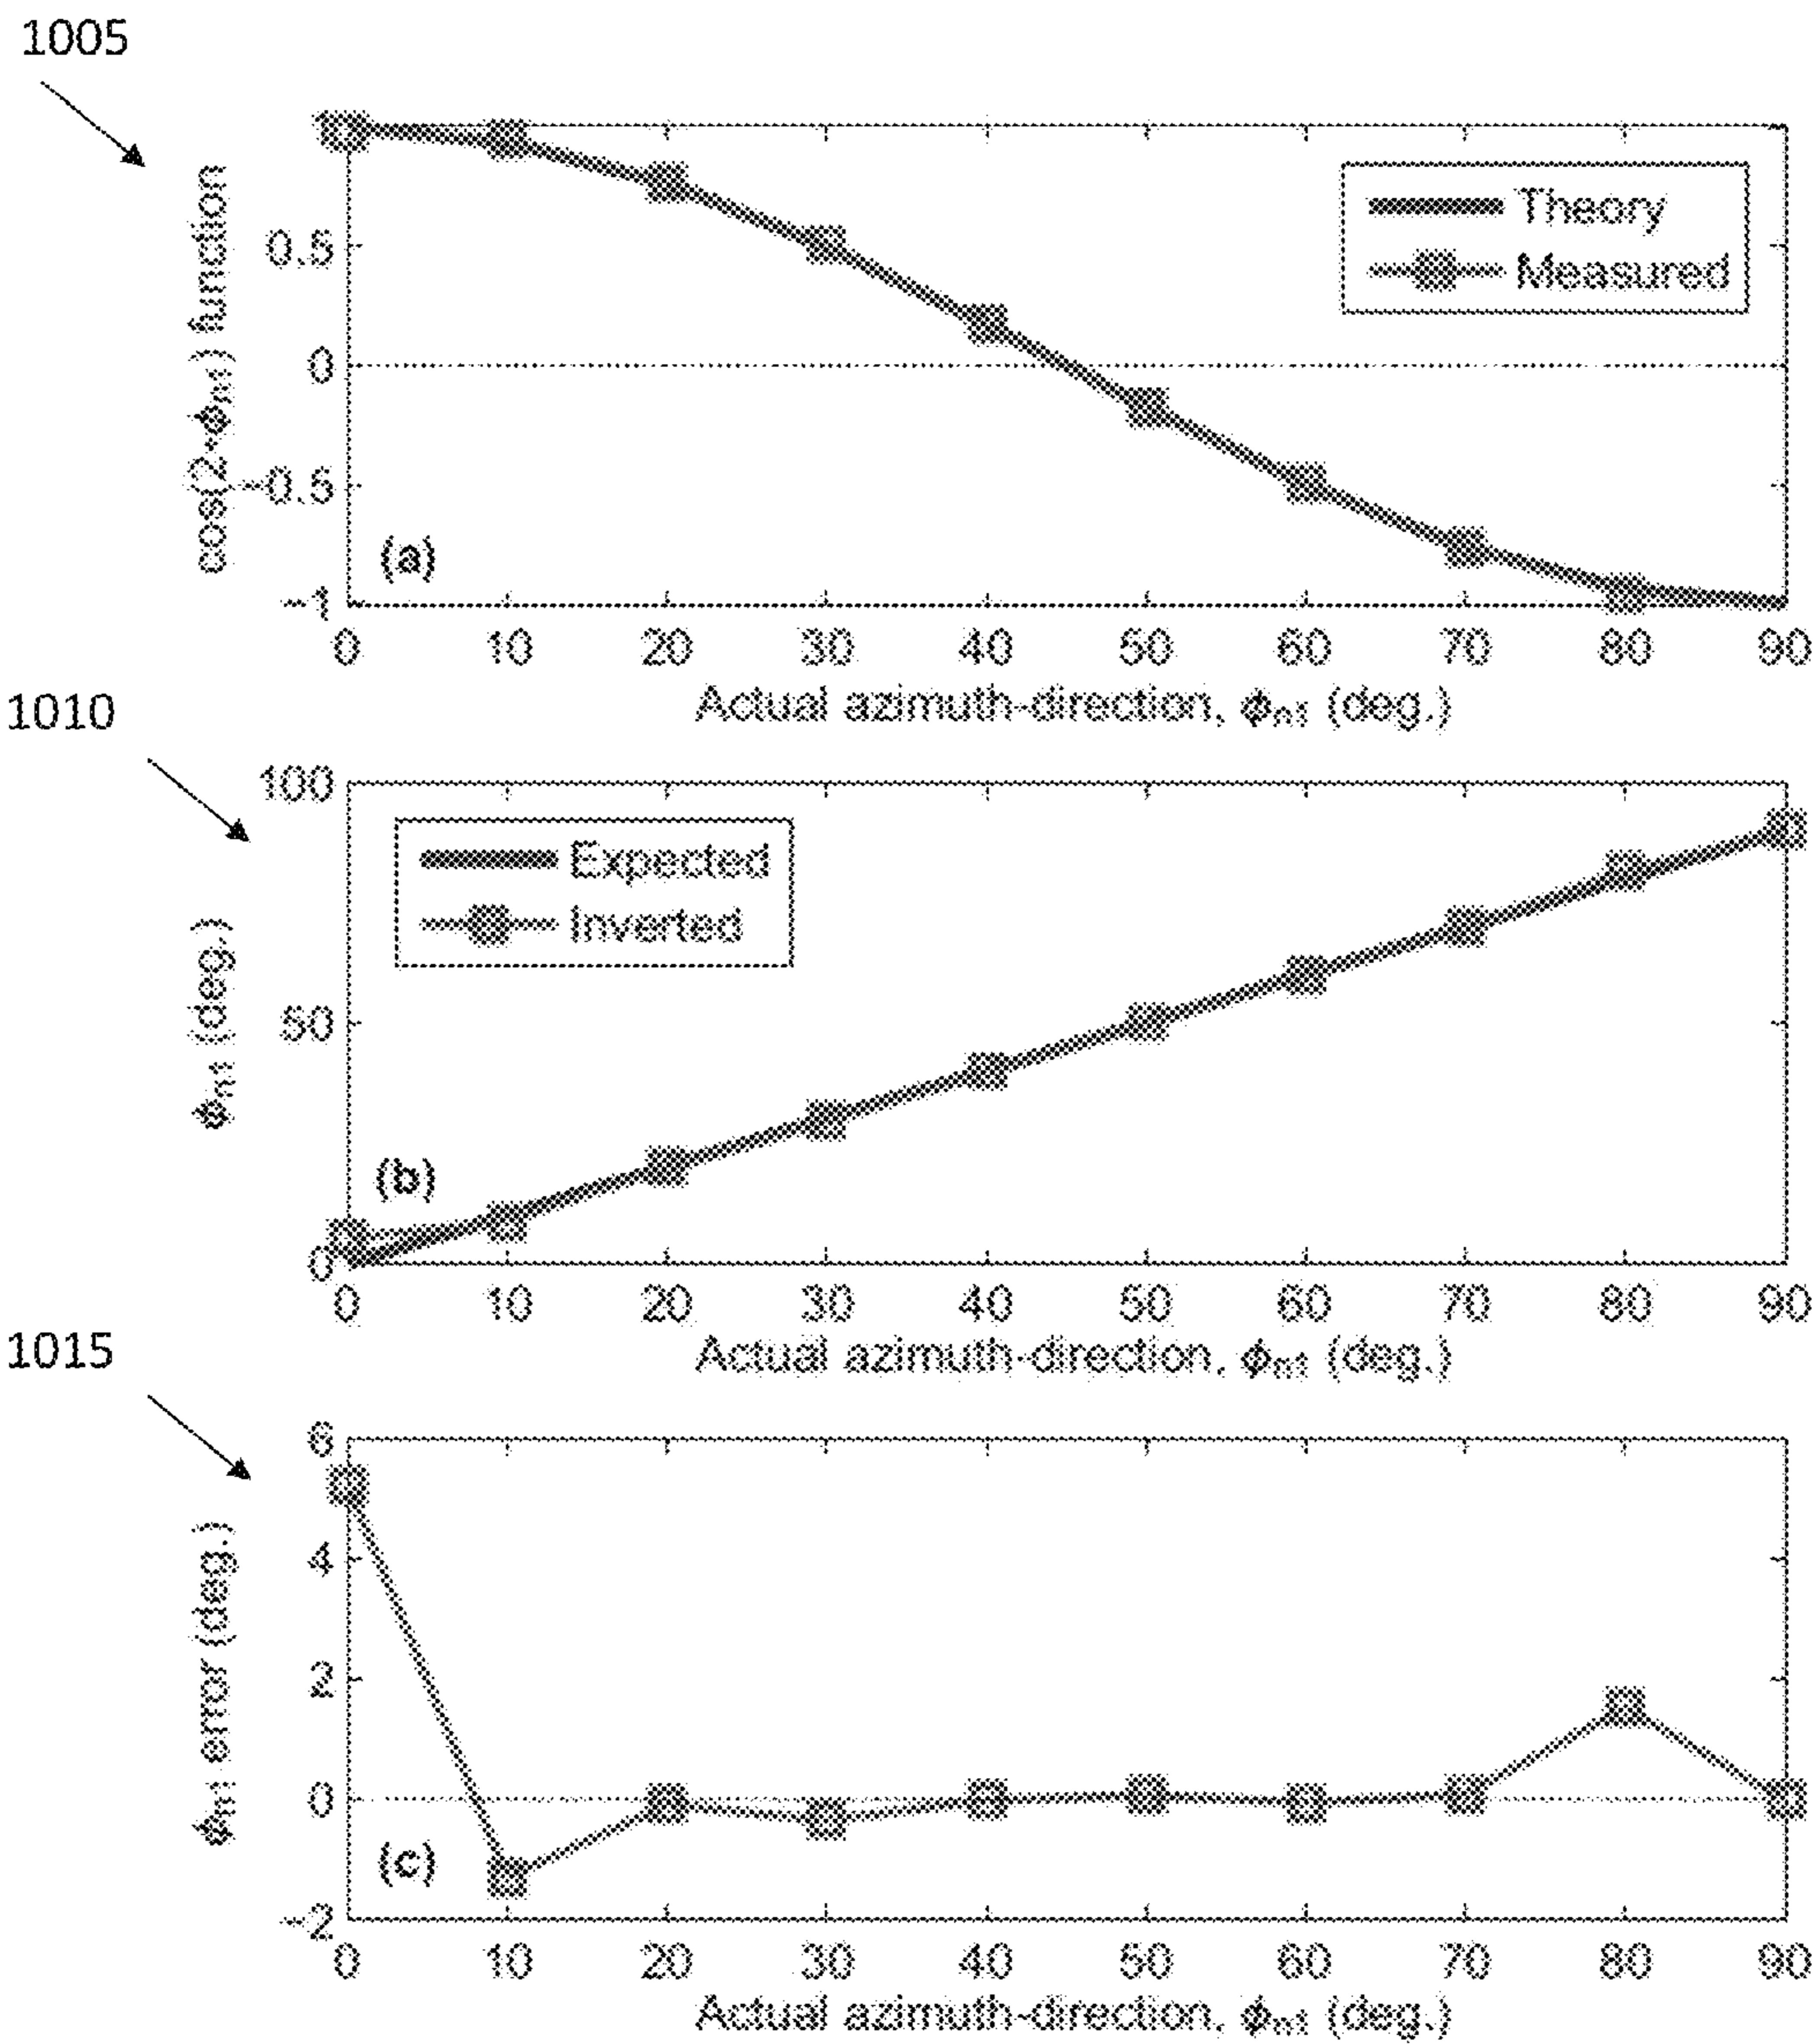 1005
cos(2*ϕn1) function
1
0.5
0
−0.5
−1
Theory
Measured
(a)
0 10 20 30 40 50 60 70 80 90
Actual azimuth-direction, ϕn1 (deg.)
1010
ϕn1 (deg.)
100
50
0
Expected
Inverted
(b)
0 10 20 30 40 50 60 70 80 90
Actual azimuth-direction, ϕn1 (deg.)
1015
ϕn1 error (deg.)
6
4
2
0
−2
(c)
0 10 20 30 40 50 60 70 80 90
Actual azimuth-direction, ϕn1 (deg.)